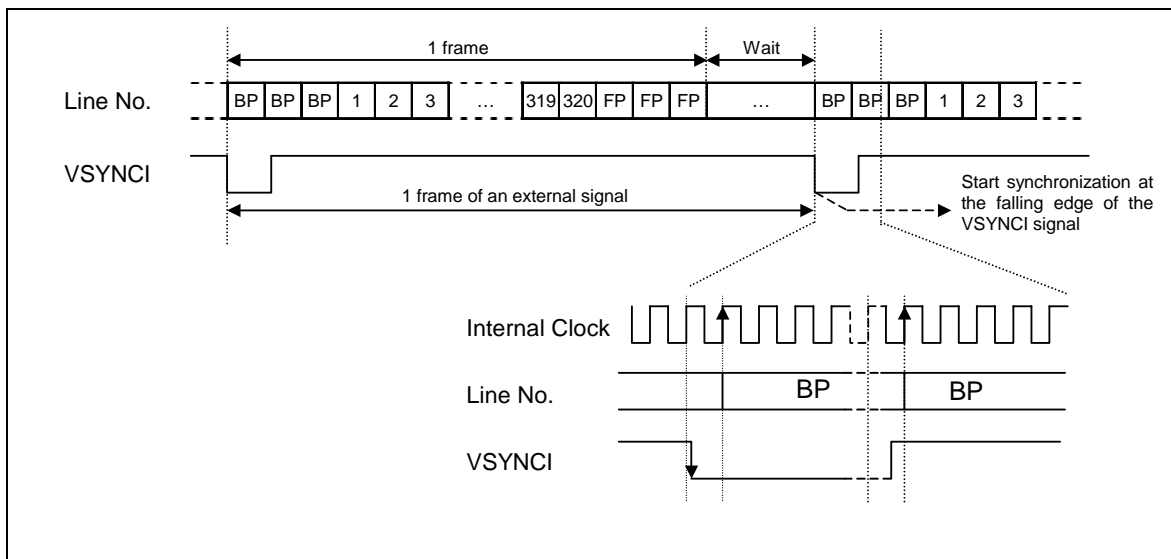 1 frame
Wait
Line No.
BP BP BP 1 2 3 … 319 320 FP FP FP … BP BP BP 1 2 3
VSYNCI
1 frame of an external signal
Start synchronization at
the falling edge of the
VSYNCI signal
Internal Clock
Line No.
BP BP
VSYNCI